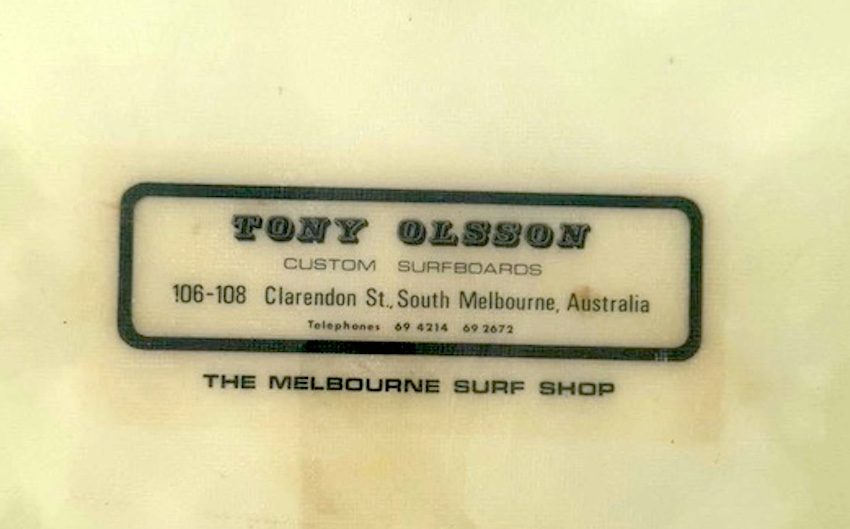 TONY OLSSON
CUSTOM SURFBOARDS
106-108 Clarendon St., South Melbourne, Australia
Telephones 69 4214 69 2672
THE MELBOURNE SURF SHOP